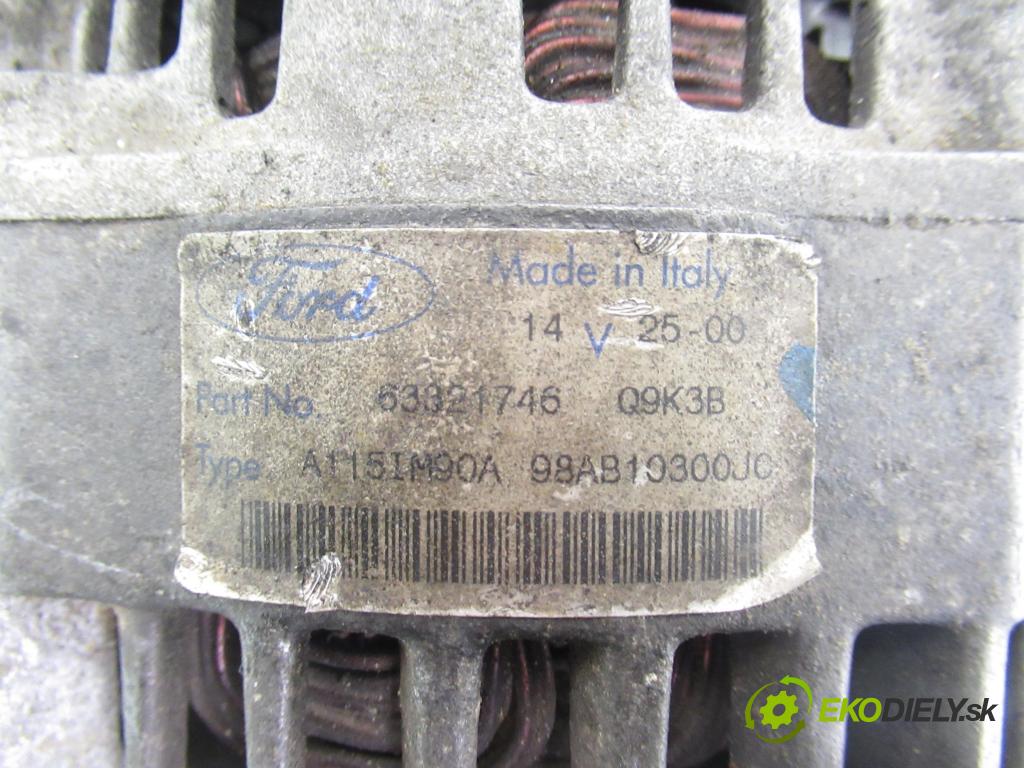 Ford Made in Italy
14 V 25-00
Part No. 63321746 Q9K3B
Type A115IM90A 98AB10300JC
EKODIELY.sk